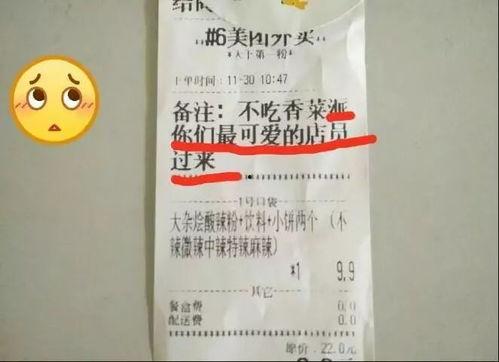 #6美团外卖
*天下第一粉*
下单时间：11-30 10:47
备注：不吃香菜派
你们最可爱的店员
过来
1号口袋
大杂烩酸辣粉+饮料+小饼两个（不
辣微辣中辣特辣麻辣）
*1 9.9
其它
餐盒费 0.0
配送费 0.0
原价：22.0元